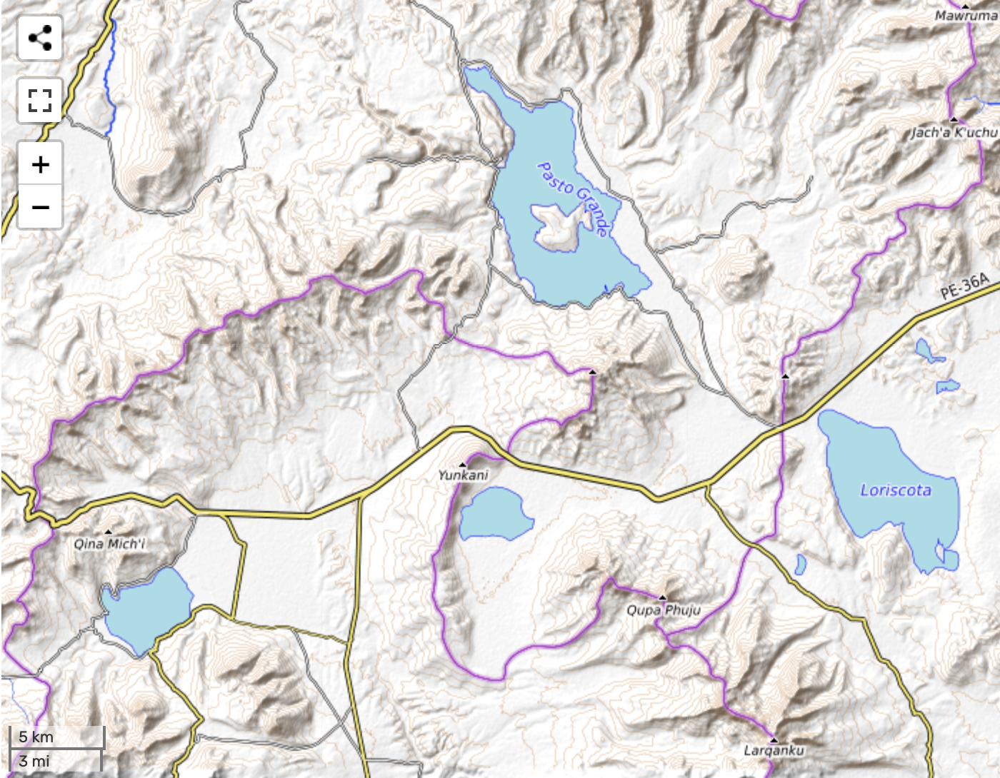 Mawruma
Jach'a K'uchu
Pasto Grande
PE-36A
Yunkani
Loriscota
Qina Mich'i
Qupa Phuju
Larqanku
+
−
5 km
3 mi